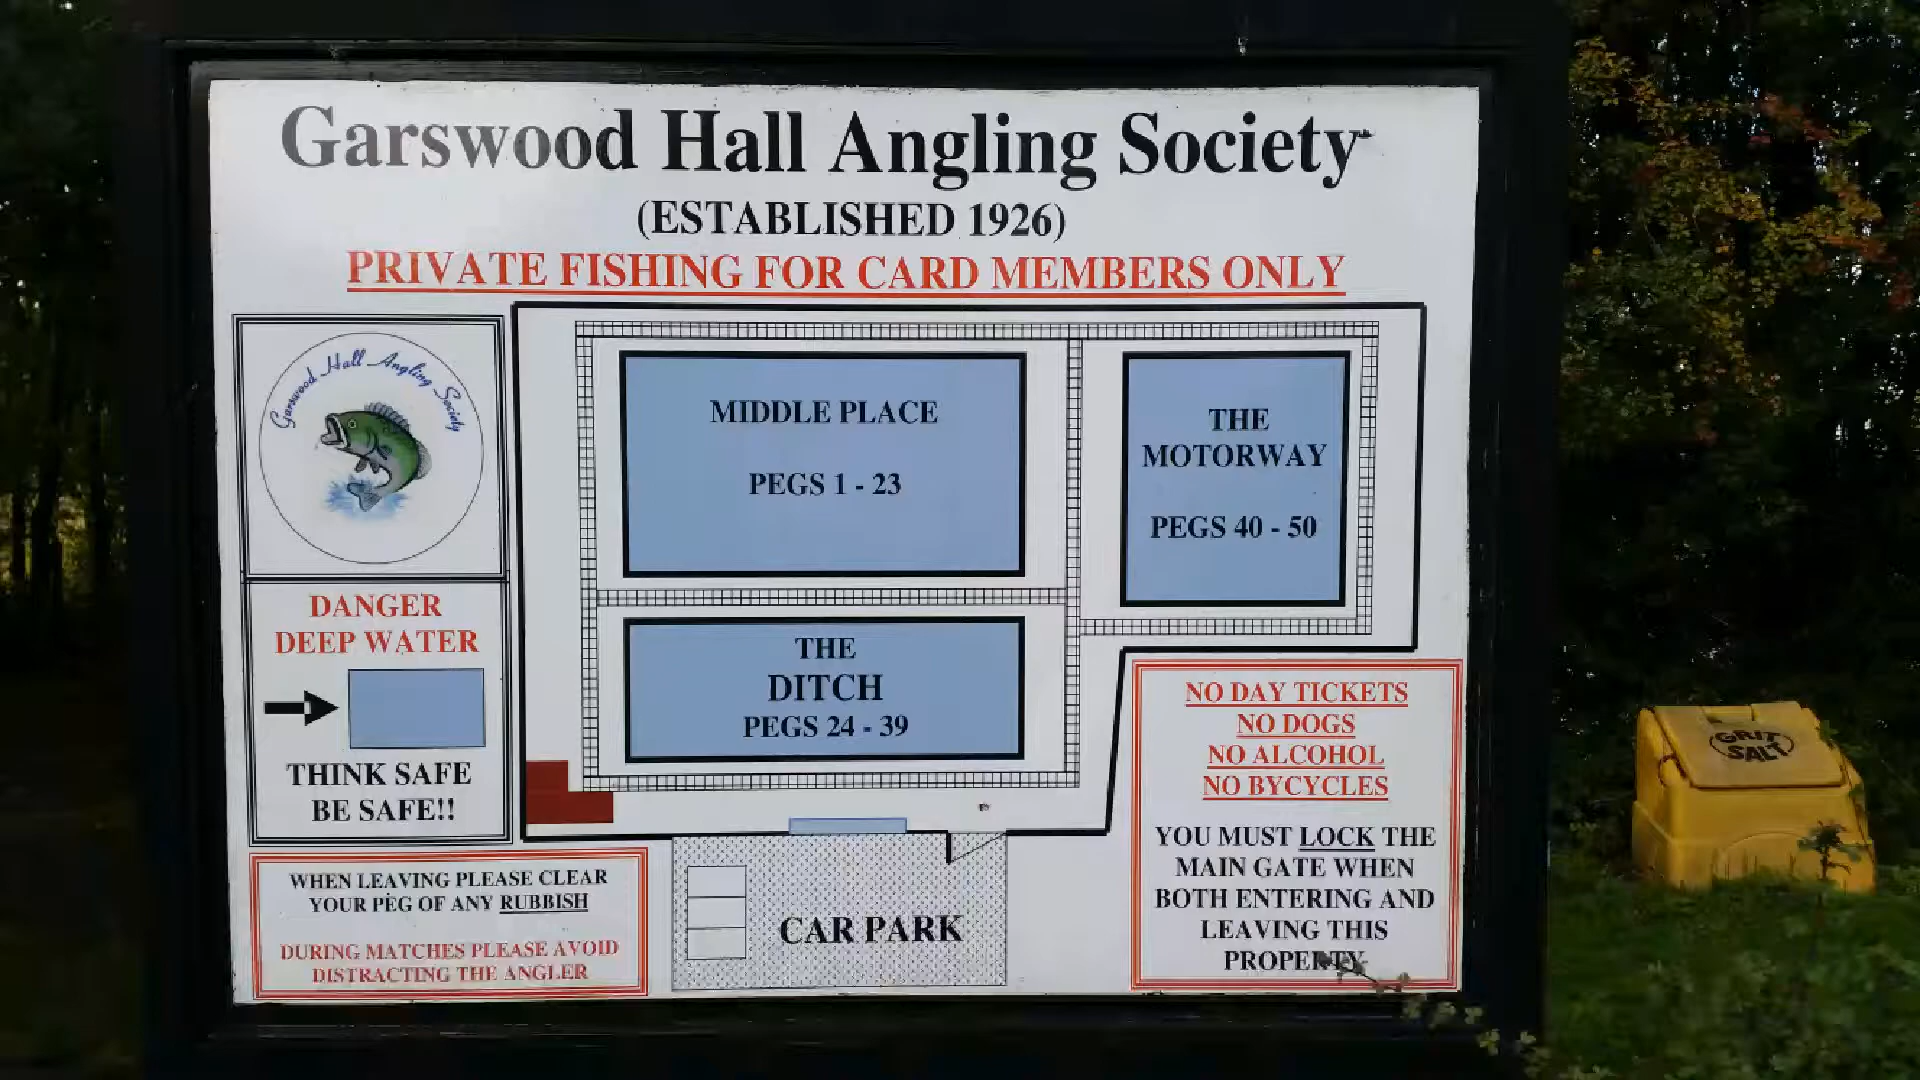 Garswood Hall Angling Society
(ESTABLISHED 1926)
PRIVATE FISHING FOR CARD MEMBERS ONLY
Garswood Hall Angling Society
DANGER
DEEP WATER
THINK SAFE
BE SAFE!!
MIDDLE PLACE
PEGS 1 - 23
THE
MOTORWAY
PEGS 40 - 50
THE
DITCH
PEGS 24 - 39
CAR PARK
WHEN LEAVING PLEASE CLEAR
YOUR PEG OF ANY RUBBISH
DURING MATCHES PLEASE AVOID
DISTRACTING THE ANGLER
NO DAY TICKETS
NO DOGS
NO ALCOHOL
NO BYCYCLES
YOU MUST LOCK THE
MAIN GATE WHEN
BOTH ENTERING AND
LEAVING THIS
PROPERTY
GRIT
SALT